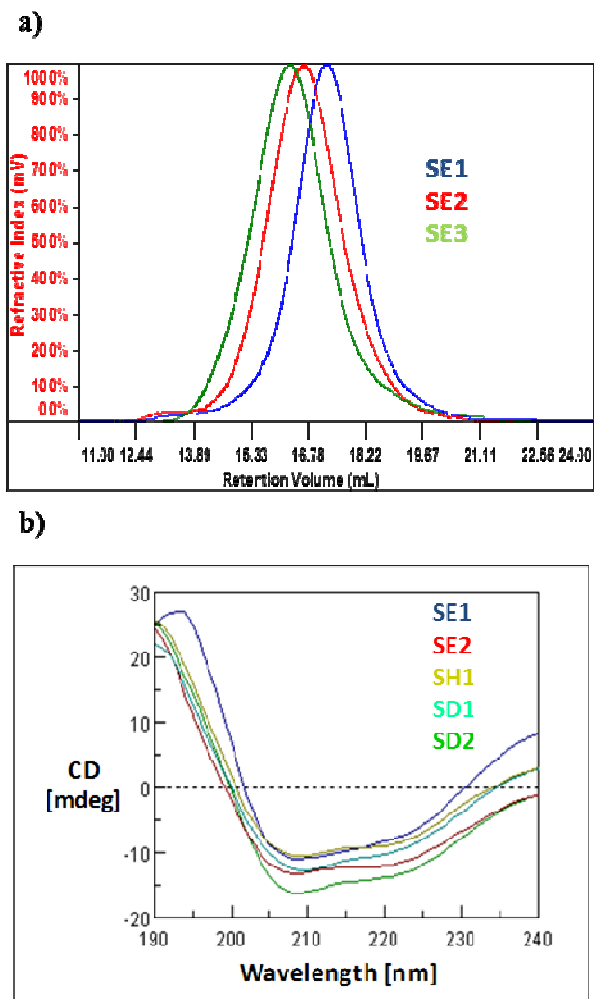 a)
1000%
900%
800%
700%
600%
500%
400%
300%
200%
100%
00%
Refractive Index (mV)
SE1
SE2
SE3
11.00 12.44 13.89 15.33 16.78 18.22 19.67 21.11 22.56 24.00
Retention Volume (mL)
b)
30
20
10
0
-10
-20
CD
[mdeg]
SE1
SE2
SH1
SD1
SD2
190 200 210 220 230 240
Wavelength [nm]